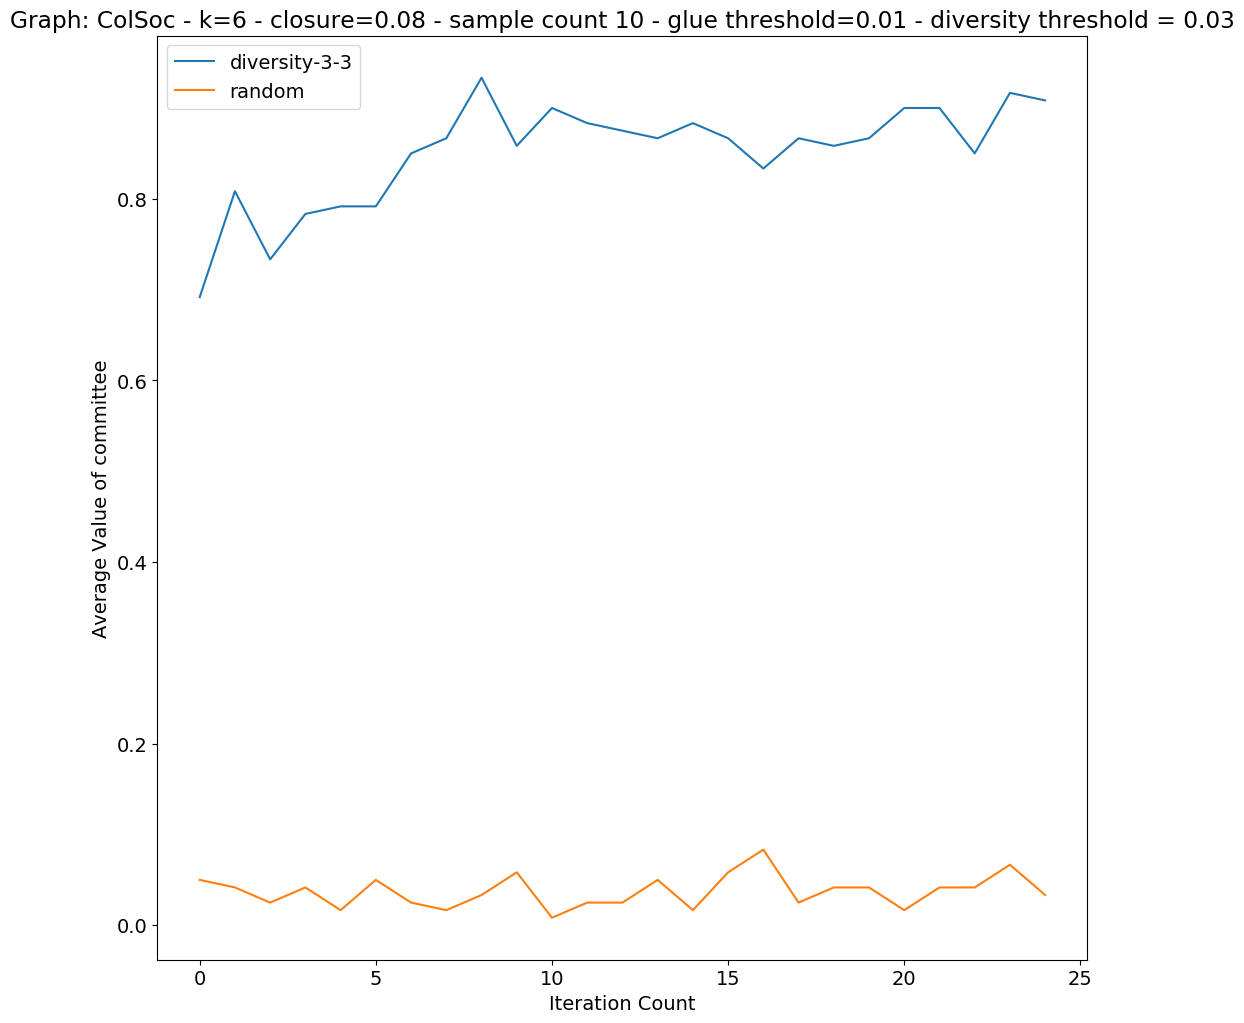 Graph: ColSoc - k=6 - closure=0.08 - sample count 10 - glue threshold=0.01 - diversity threshold = 0.03
diversity-3-3
random
0.8
0.6
0.4
0.2
0.0
Average Value of committee
0 5 10 15 20 25
Iteration Count